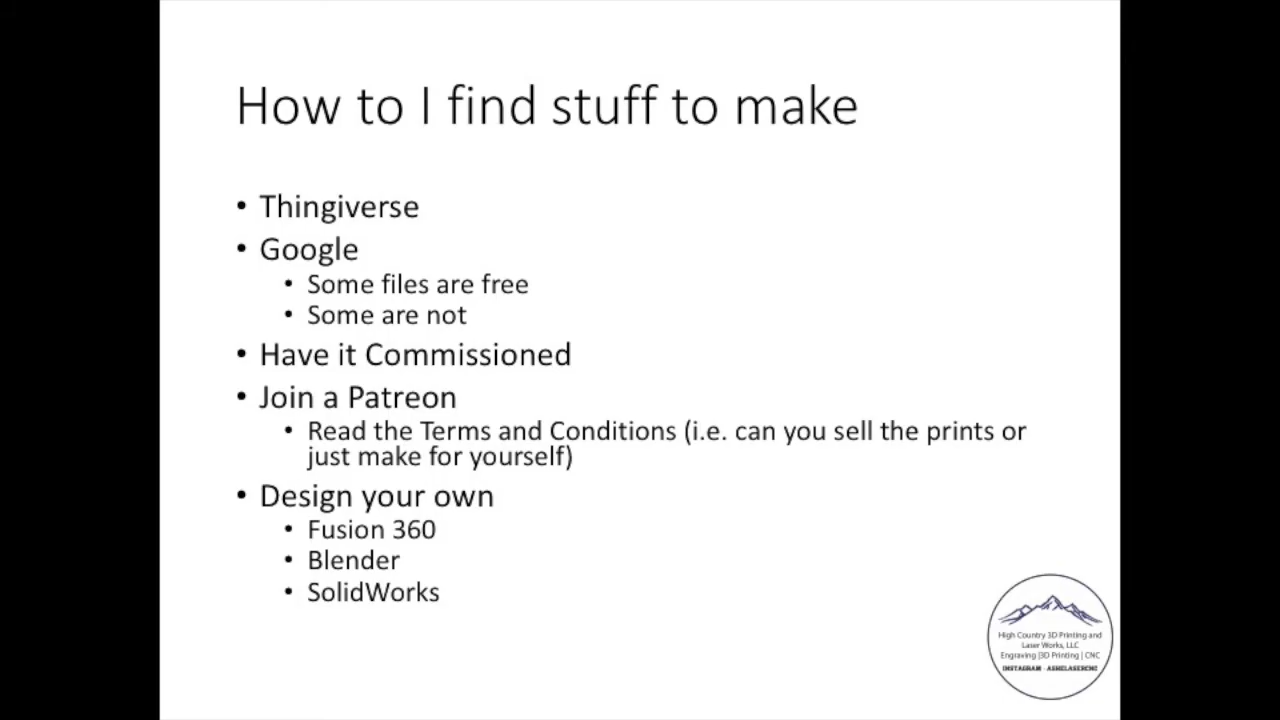 How to I find stuff to make
• Thingiverse
• Google
• Some files are free
• Some are not
• Have it Commissioned
• Join a Patreon
• Read the Terms and Conditions (i.e. can you sell the prints or
just make for yourself)
• Design your own
• Fusion 360
• Blender
• SolidWorks
High Country 3D Printing and
Laser Works, LLC
Engraving |3D Printing | CNC
INSTAGRAM - ASHELASERCNC